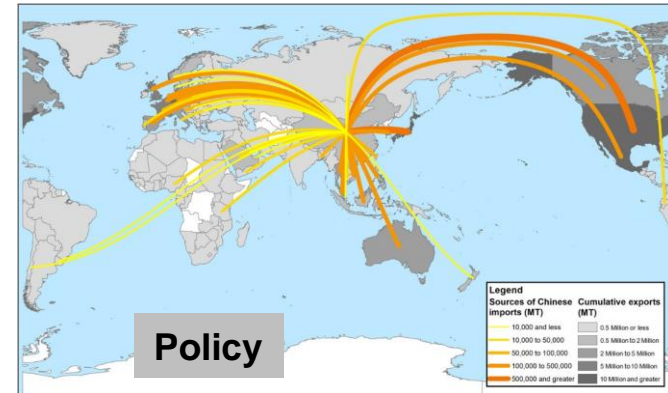 Policy
Legend
Sources of Chinese imports (MT)
10,000 and less
10,000 to 50,000
50,000 to 100,000
100,000 to 500,000
500,000 and greater
Cumulative exports (MT)
0.5 Million or less
0.5 Million to 2 Million
2 Million to 5 Million
5 Million to 10 Million
10 Million and greater